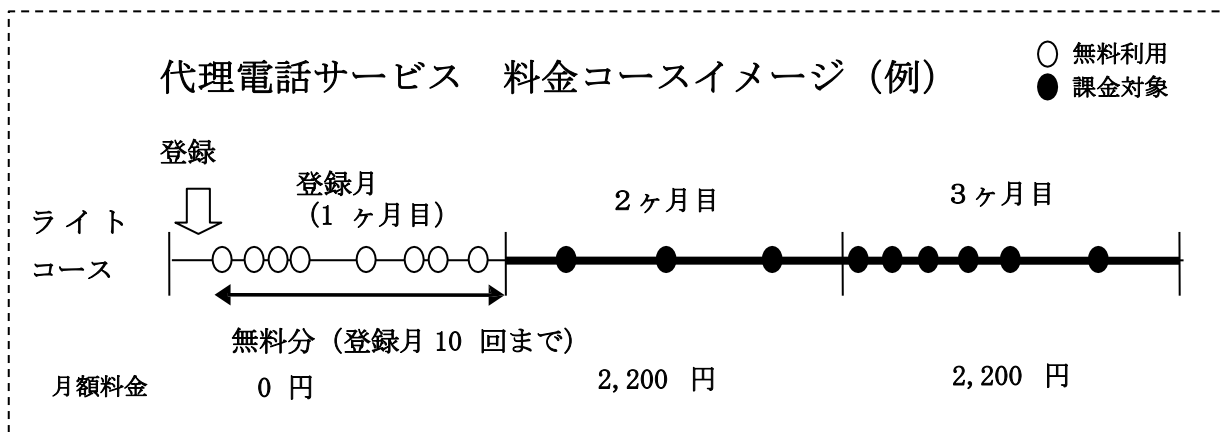 代理電話サービス 料金コースイメージ（例）
無料利用
課金対象
登録
登録月
（1 ヶ月目）
２ヶ月目
３ヶ月目
ライト
コース
無料分（登録月 10 回まで）
月額料金
0 円
2,200 円
2,200 円